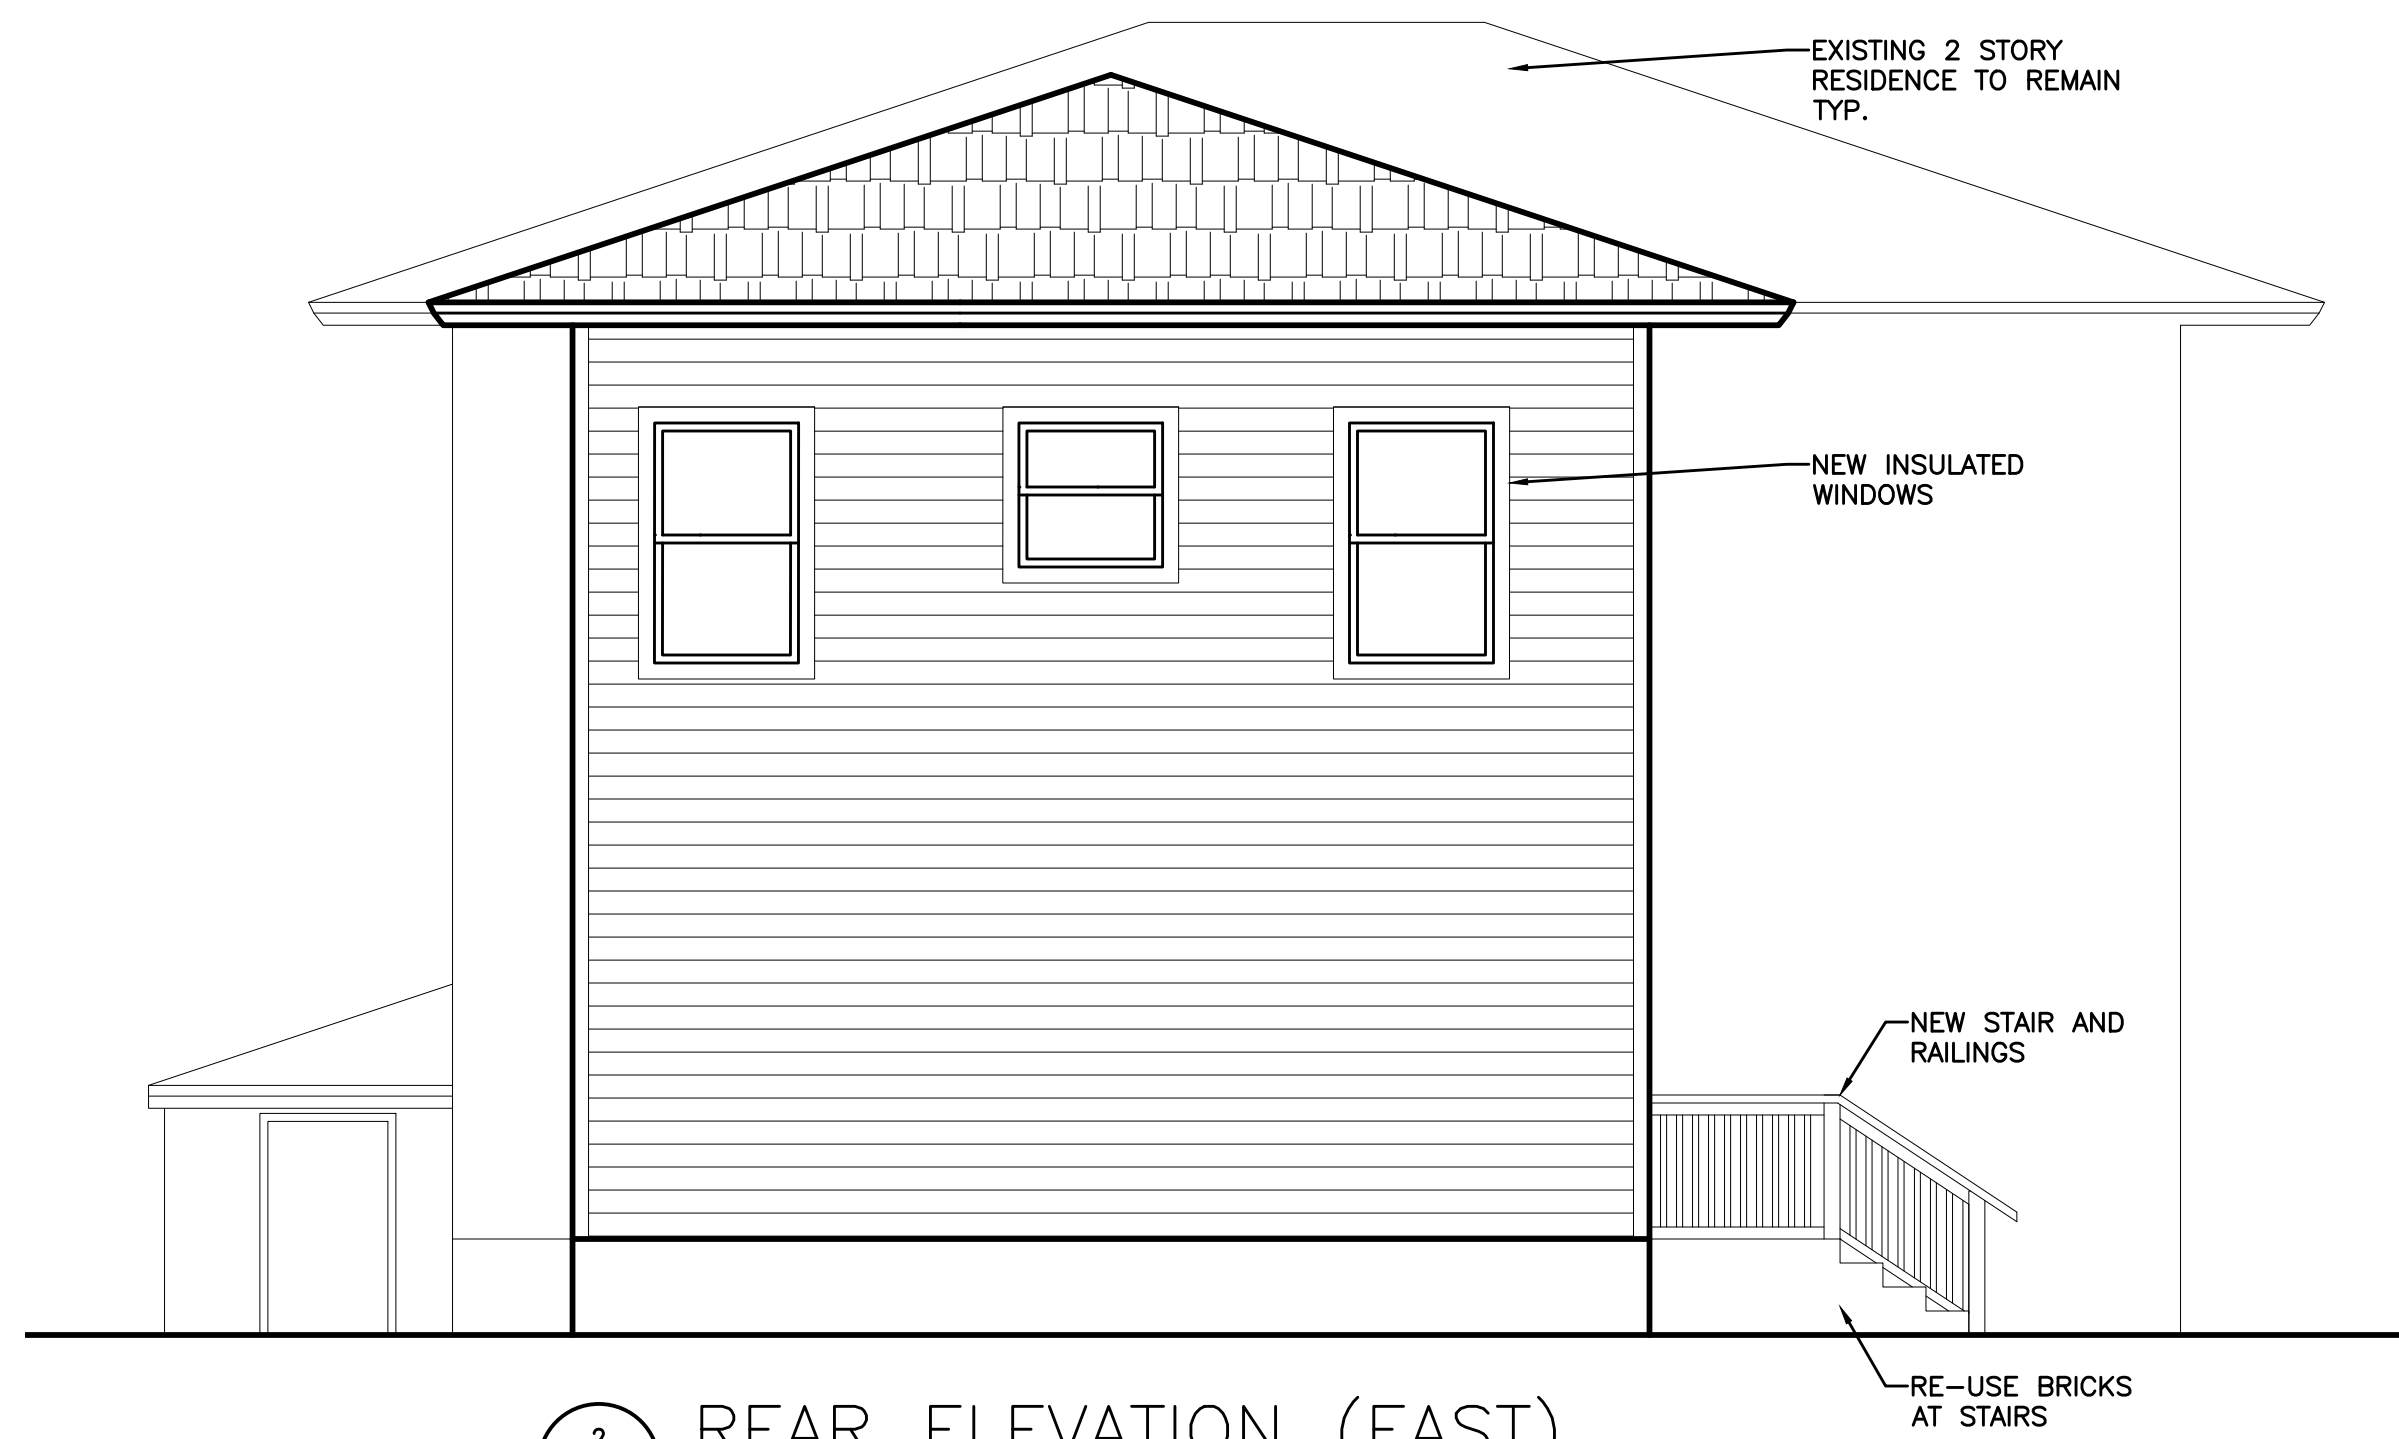 EXISTING 2 STORY
RESIDENCE TO REMAIN
TYP.
NEW INSULATED
WINDOWS
NEW STAIR AND
RAILINGS
RE-USE BRICKS
AT STAIRS
2
REAR ELEVATION (EAST)